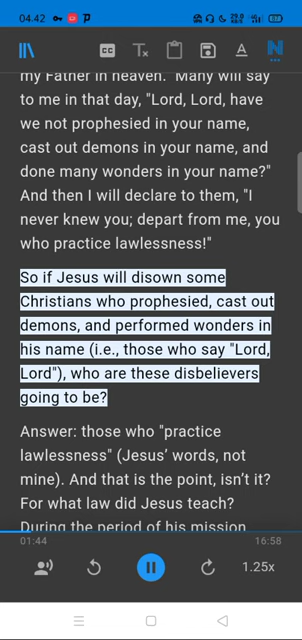 04.42
my Father in heaven." Many will say
to me in that day, "Lord, Lord, have
we not prophesied in your name,
cast out demons in your name, and
done many wonders in your name?"
And then I will declare to them, "I
never knew you; depart from me, you
who practice lawlessness!"
So if Jesus will disown some
Christians who prophesied, cast out
demons, and performed wonders in
his name (i.e., those who say "Lord,
Lord"), who are these disbelievers
going to be?
Answer: those who "practice
lawlessness" (Jesus’ words, not
mine). And that is the point, isn’t it?
For what law did Jesus teach?
During the period of his mission
01:44
16:58
1.25x